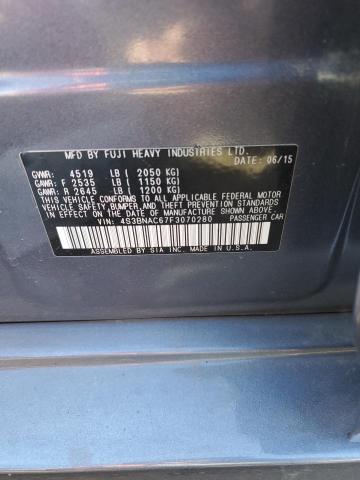 MFD BY FUJI HEAVY INDUSTRIES LTD.
DATE: 06/15
GVWR: 4519 LB ( 2050 KG)
GAWR: F 2535 LB ( 1150 KG)
GAWR: R 2645 LB ( 1200 KG)
THIS VEHICLE CONFORMS TO ALL APPLICABLE FEDERAL MOTOR
VEHICLE SAFETY, BUMPER, AND THEFT PREVENTION STANDARDS
IN EFFECT ON THE DATE OF MANUFACTURE SHOWN ABOVE.
VIN: 4S3BNAC67F3070280 PASSENGER CAR
ASSEMBLED BY SIA INC. MADE IN U.S.A.